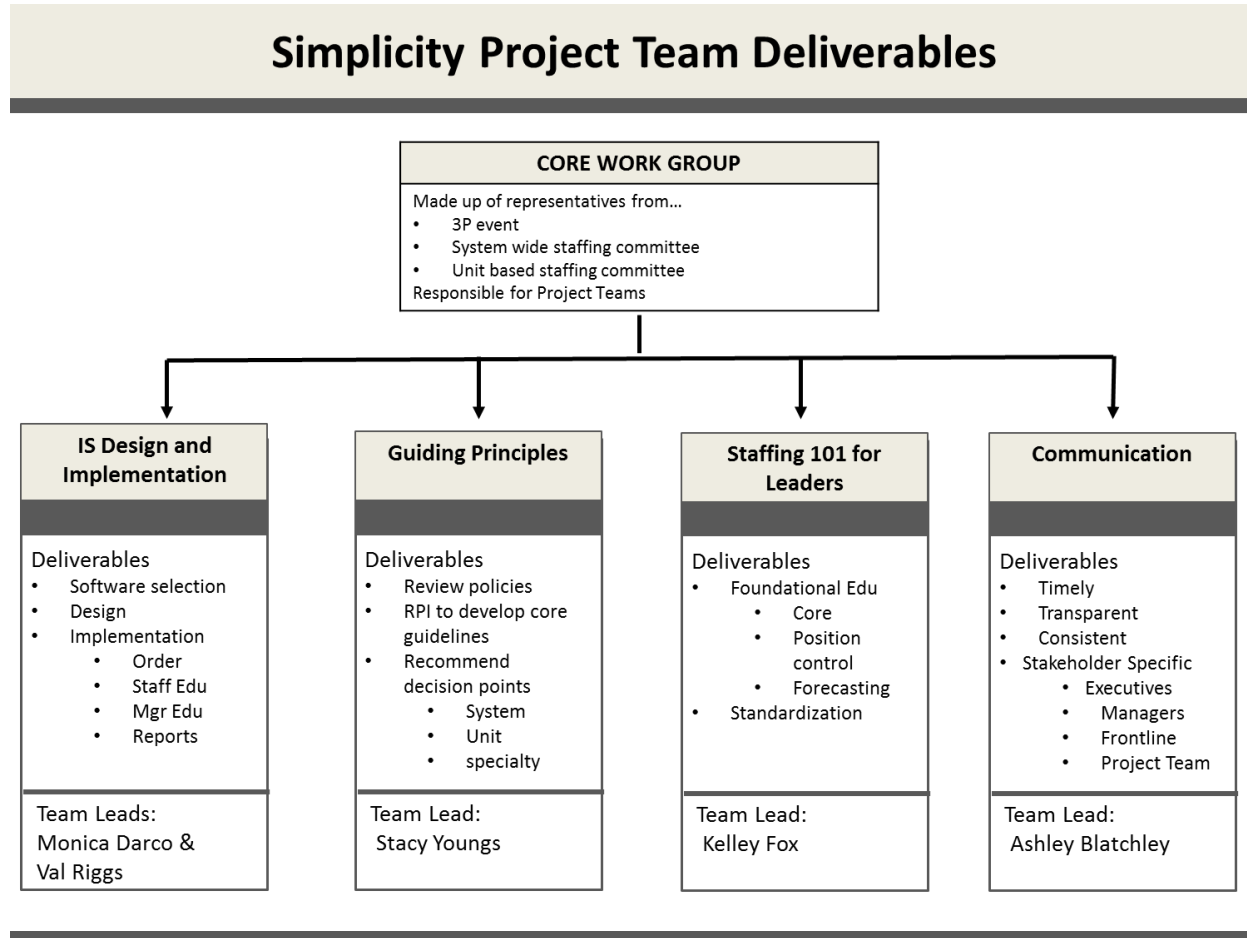 Simplicity Project Team Deliverables
CORE WORK GROUP
Made up of representatives from...
• 3P event
• System wide staffing committee
• Unit based staffing committee
Responsible for Project Teams
IS Design and
Implementation
Deliverables
• Software selection
• Design
• Implementation
• Order
• Staff Edu
• Mgr Edu
• Reports
Team Leads:
Monica Darco &
Val Riggs
Guiding Principles
Deliverables
• Review policies
• RPI to develop core
guidelines
• Recommend
decision points
• System
• Unit
• specialty
Team Lead:
Stacy Youngs
Staffing 101 for
Leaders
Deliverables
• Foundational Edu
• Core
• Position
control
• Forecasting
• Standardization
Team Lead:
Kelley Fox
Communication
Deliverables
• Timely
• Transparent
• Consistent
• Stakeholder Specific
• Executives
• Managers
• Frontline
• Project Team
Team Lead:
Ashley Blatchley